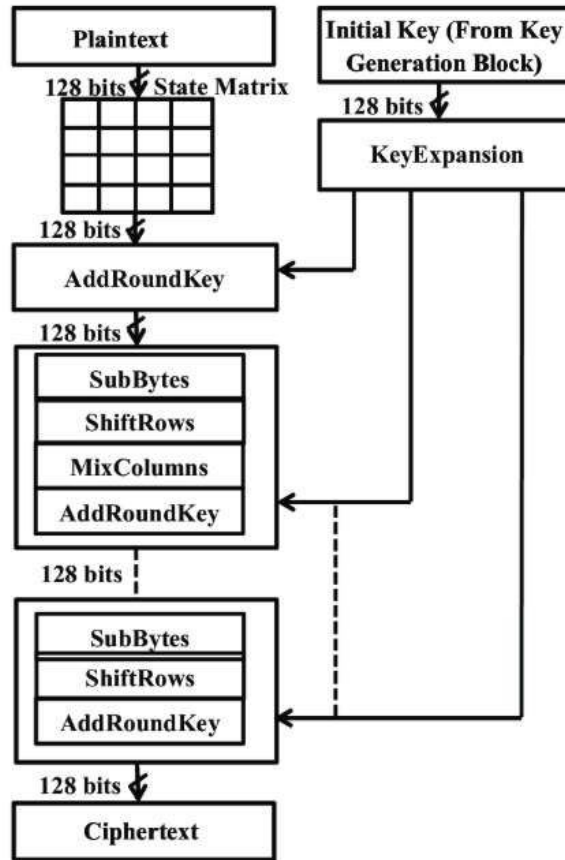 Plaintext
Initial Key (From Key
Generation Block)
128 bits
State Matrix
128 bits
KeyExpansion
128 bits
AddRoundKey
128 bits
SubBytes
ShiftRows
MixColumns
AddRoundKey
128 bits
SubBytes
ShiftRows
AddRoundKey
128 bits
Ciphertext